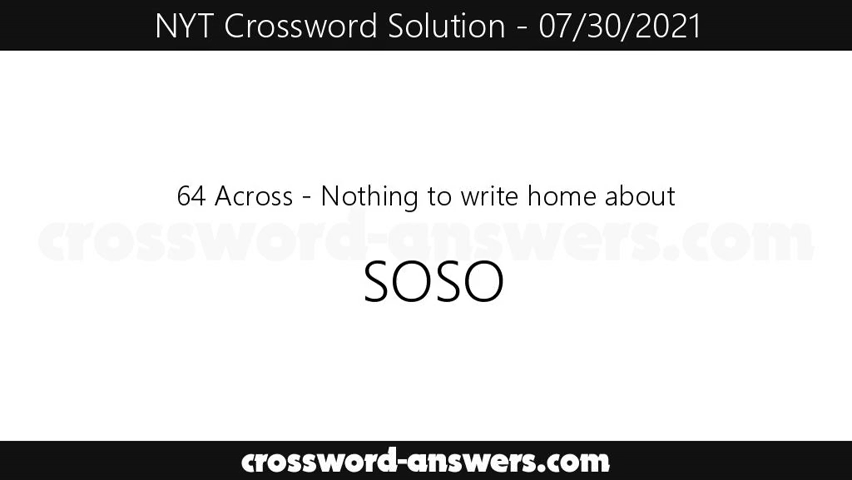 NYT Crossword Solution - 07/30/2021
64 Across - Nothing to write home about
crossword-answers.com
SOSO
crossword-answers.com